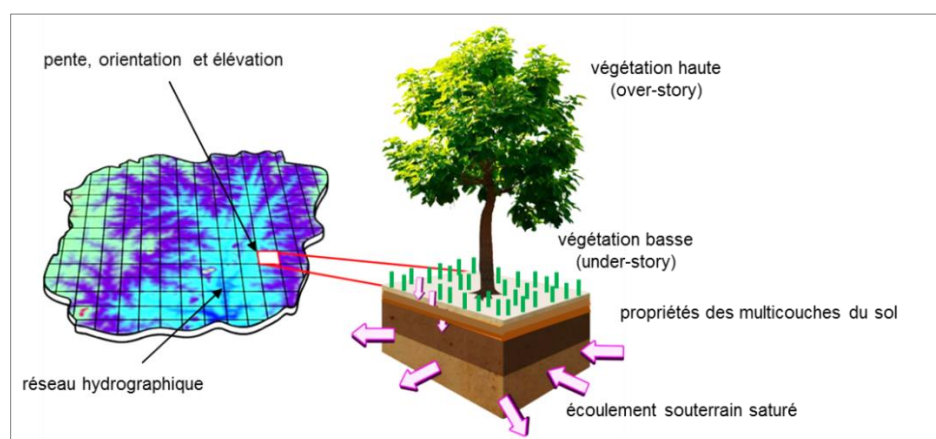 pente, orientation et élévation
végétation haute
(over-story)
végétation basse
(under-story)
propriétés des multicouches du sol
réseau hydrographique
écoulement souterrain saturé